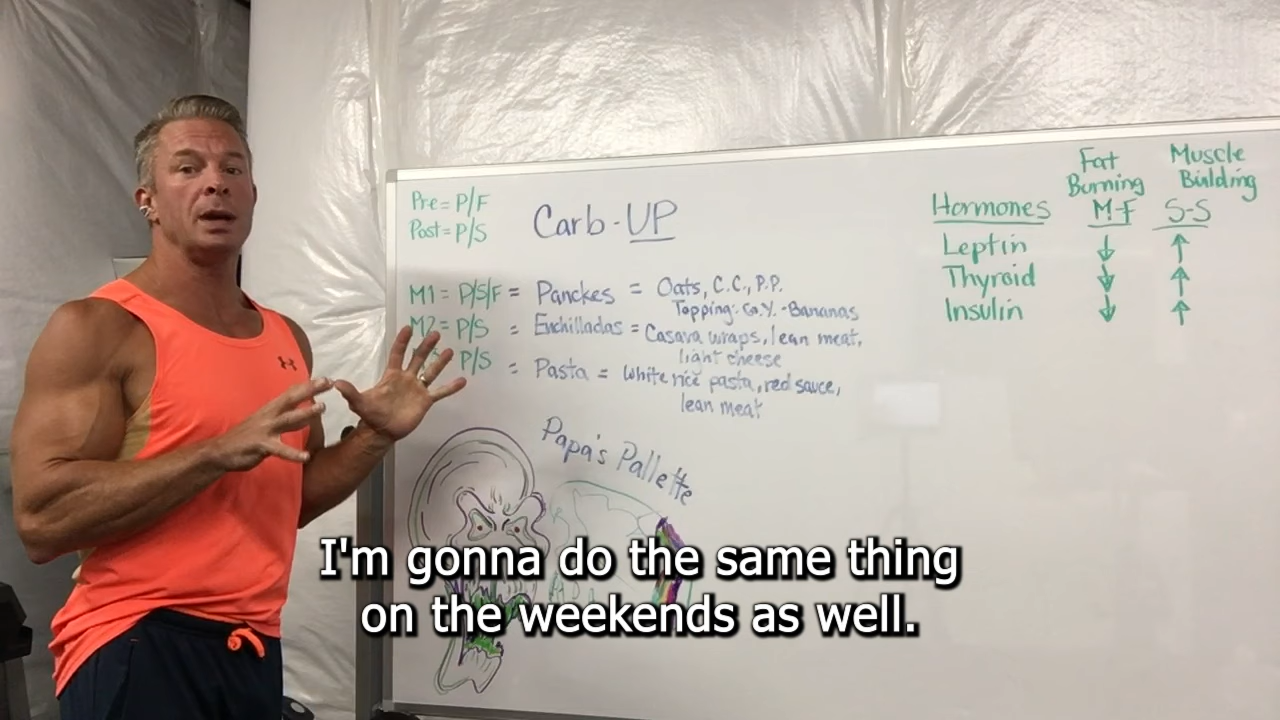 Pre = P/F
Post = P/S
Carb-UP
M1 = P/S/F = Panckes = Oats, C.C., P.P.
Topping: Go.Y. - Bananas
M2 = P/S = Enchilladas = Casava wraps, lean meat,
light cheese
P/S = Pasta = white rice pasta, red sauce,
lean meat
Papa's Pallette
Fat Muscle
Burning Bialding
Hormones M-F S-S
Leptin ↓ ↑
Thyroid ↓ ↑
Insulin ↓ ↑
I'm gonna do the same thing
on the weekends as well.